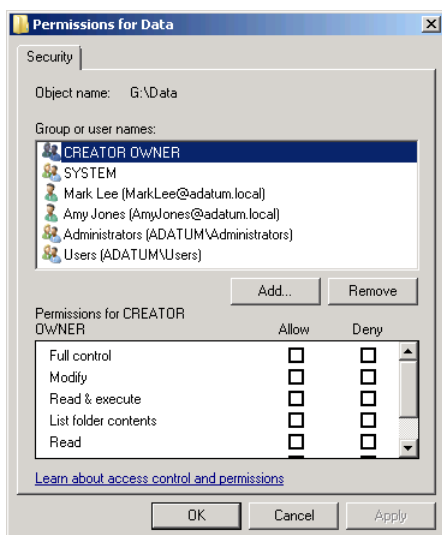 Permissions for Data
Security
Object name: G:\Data
Group or user names:
CREATOR OWNER
SYSTEM
Mark Lee (MarkLee@adatum.local)
Amy Jones (AmyJones@adatum.local)
Administrators (ADATUM\Administrators)
Users (ADATUM\Users)
Add... Remove
Permissions for CREATOR
OWNER Allow Deny
Full control
Modify
Read & execute
List folder contents
Read
Learn about access control and permissions
OK Cancel Apply